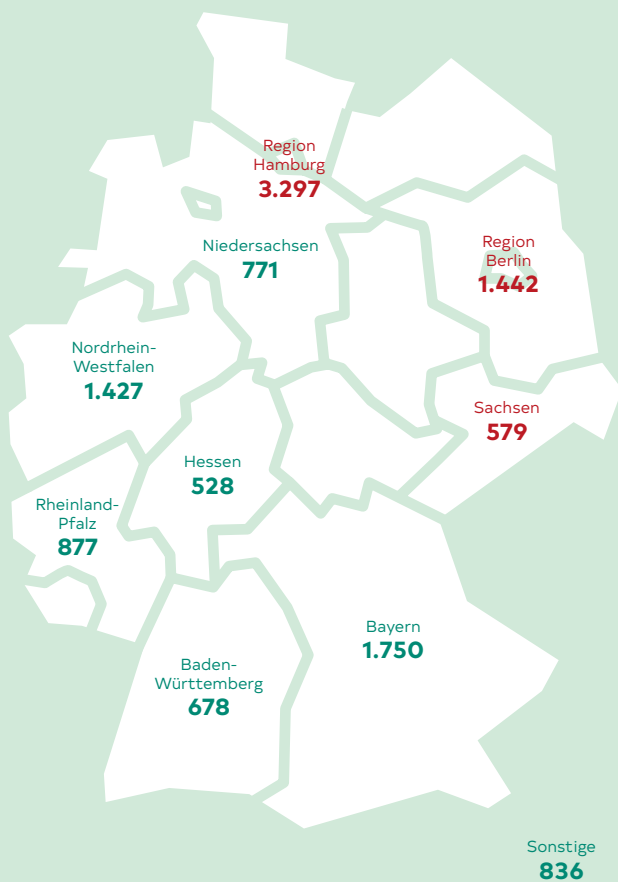 Region
Hamburg
3.297
Niedersachsen
771
Region
Berlin
1.442
Nordrhein-
Westfalen
1.427
Sachsen
579
Hessen
528
Rheinland-
Pfalz
877
Bayern
1.750
Baden-
Württemberg
678
Sonstige
836